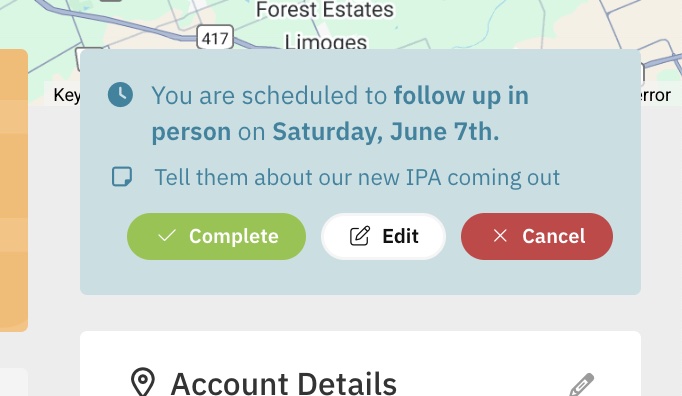 Forest Estates
417
Limoges
Key
error
You are scheduled to follow up in
person on Saturday, June 7th.
Tell them about our new IPA coming out
Complete
Edit
Cancel
Account Details